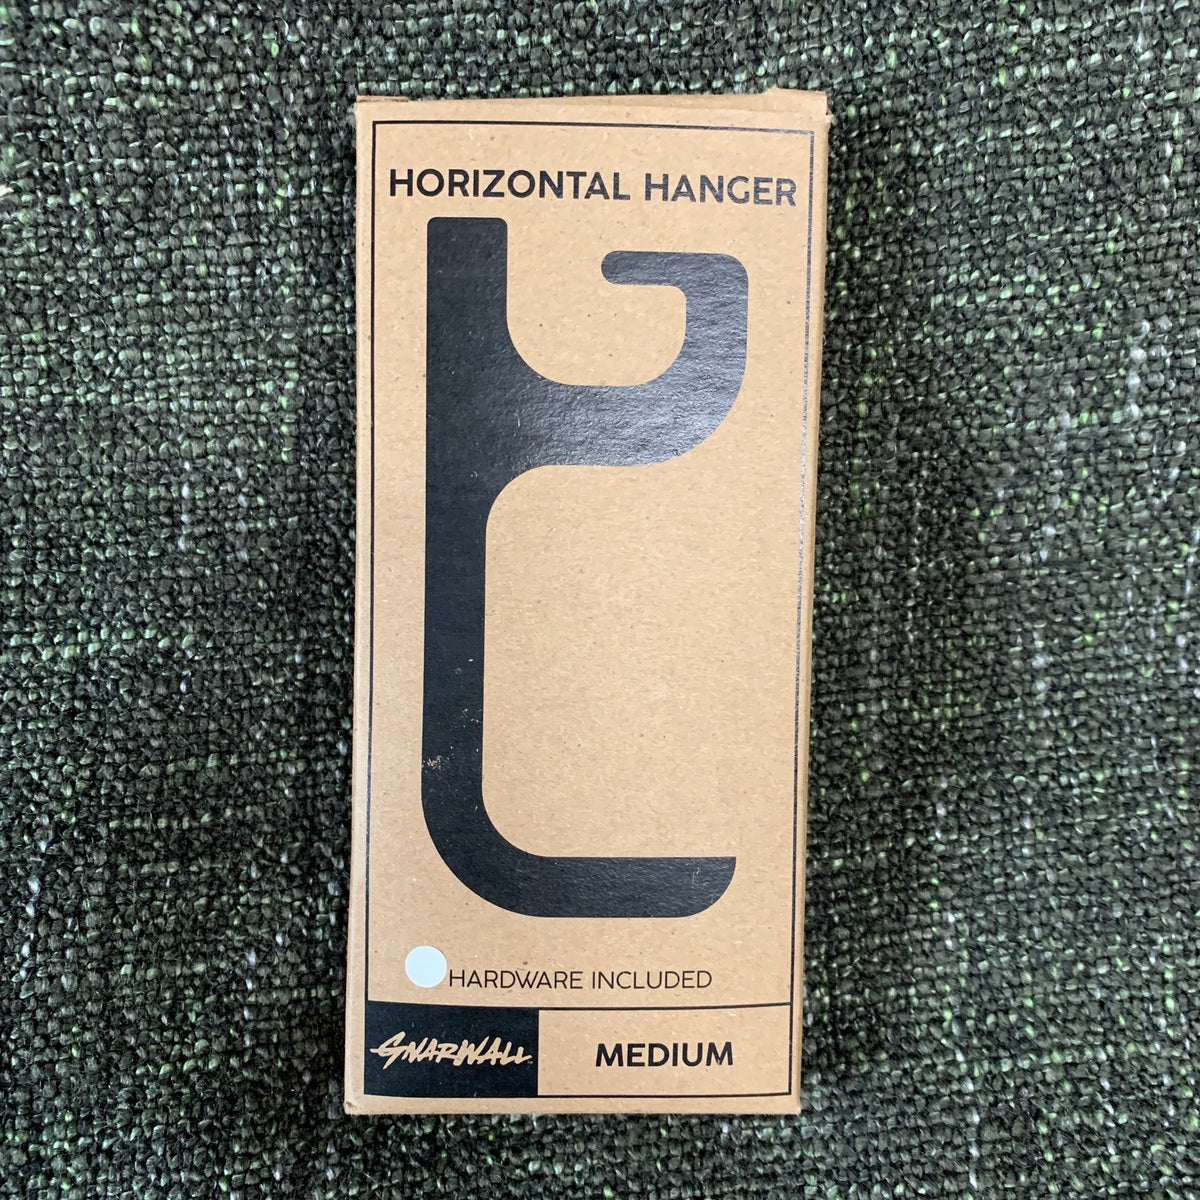 HORIZONTAL HANGER
HARDWARE INCLUDED
GNARWALL
MEDIUM